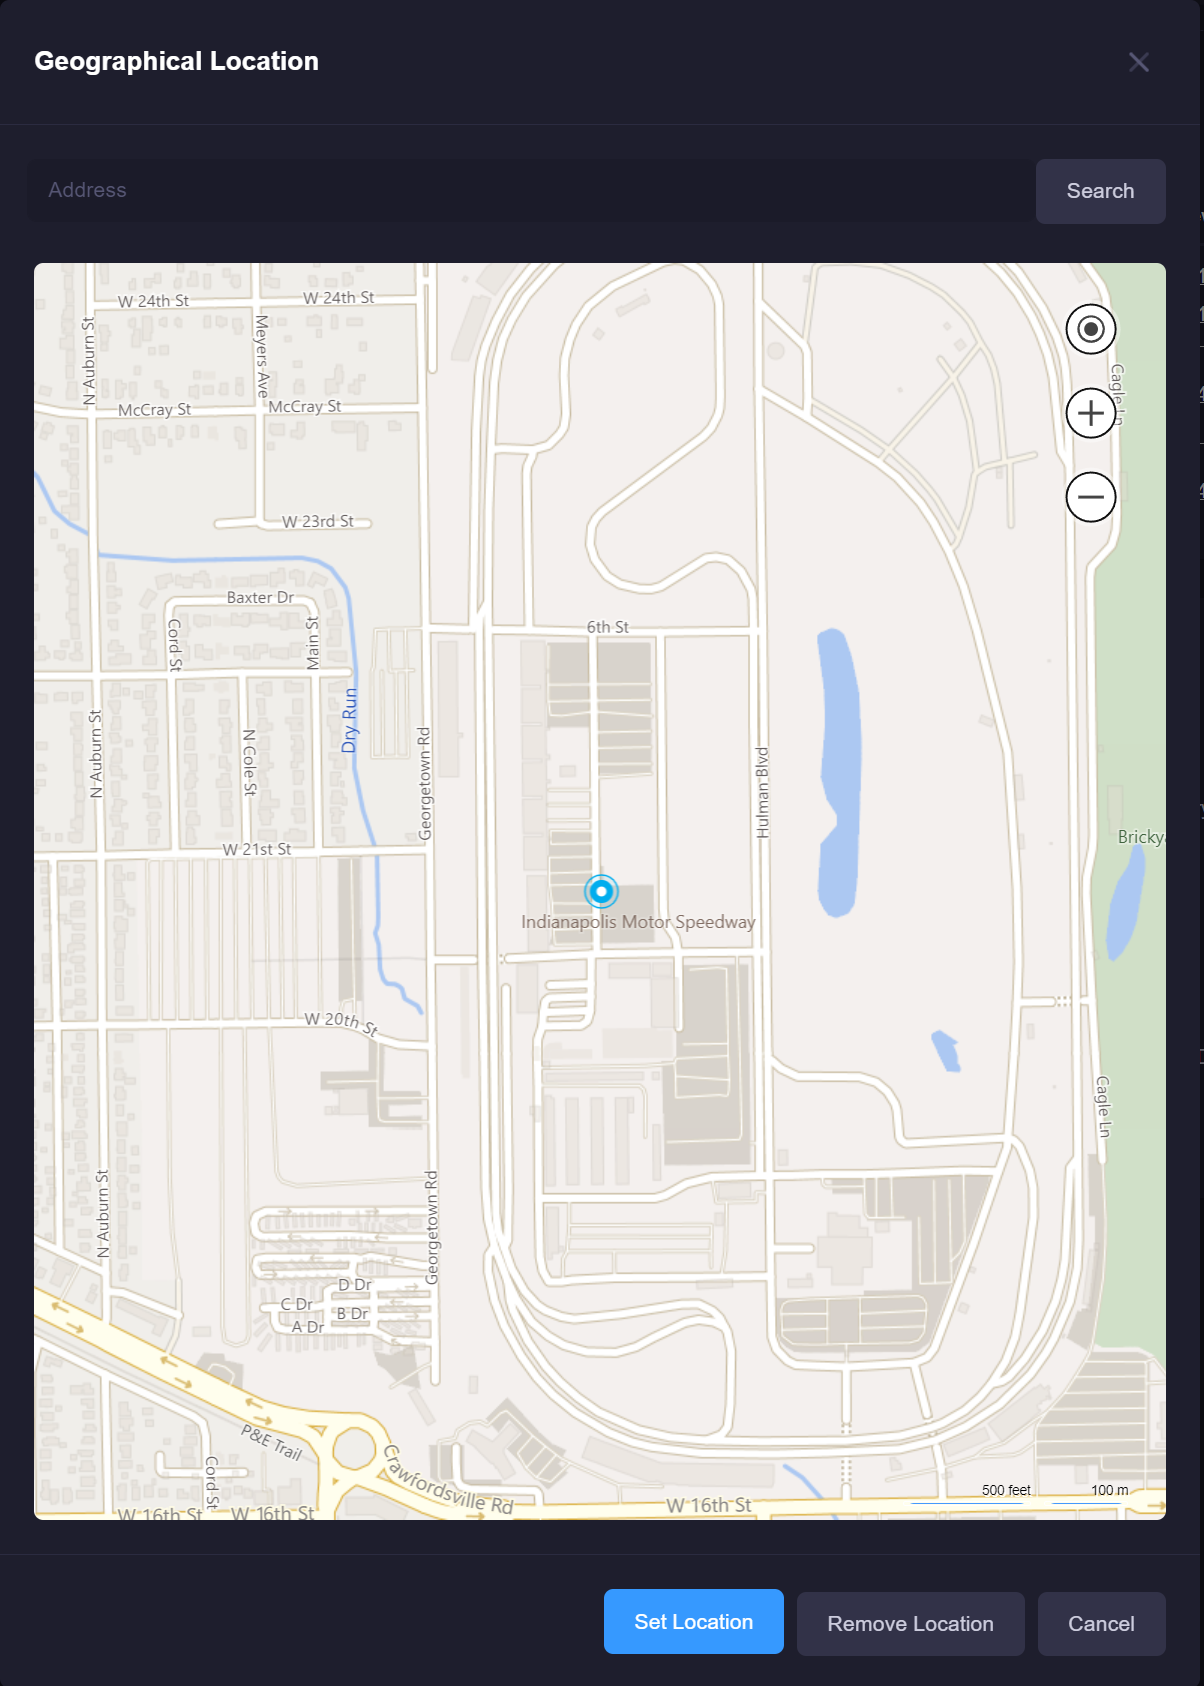 Geographical Location
Address
Search
W 24th St
W 24th St
N Auburn St
Meyers Ave
Cagle Ln
McCray St
McCray St
W 23rd St
Baxter Dr
Cord St
Main St
6th St
Dry Run
N Auburn St
N Cole St
Georgetown Rd
Hulman Blvd
Bricky
W 21st St
Indianapolis Motor Speedway
W 20th St
Cagle Ln
N Auburn St
Georgetown Rd
D Dr
C Dr
B Dr
A Dr
P&E Trail
Cord St
Crawfordsville Rd
500 feet
100 m
W 16th St
W 16th St
W 16th St
Set Location
Remove Location
Cancel